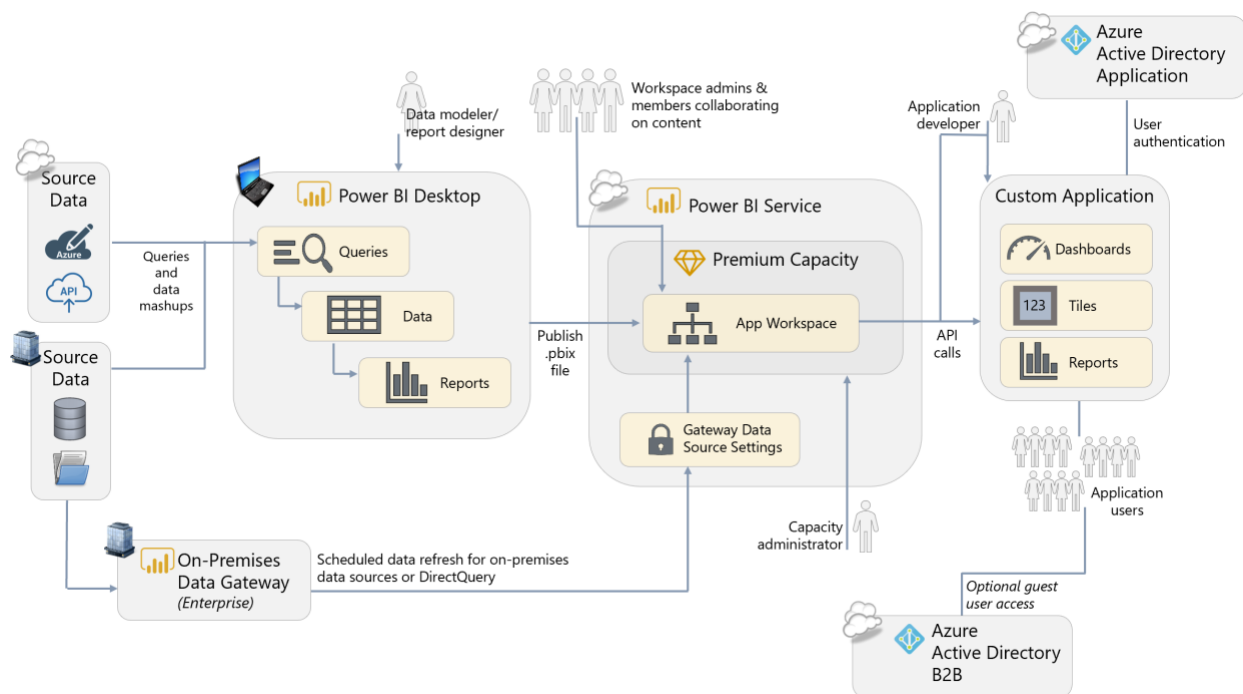 Azure
Active Directory
Application
Workspace admins &
members collaborating
on content
Data modeler/
report designer
Application
developer
User
authentication
Source
Data
Azure
API
Queries
and
data
mashups
Source
Data
Power BI Desktop
Queries
Data
Reports
Publish
.pbix
file
Power BI Service
Premium Capacity
App Workspace
Gateway Data
Source Settings
API
calls
Custom Application
Dashboards
123
Tiles
Reports
Application
users
Capacity
administrator
On-Premises
Data Gateway
(Enterprise)
Scheduled data refresh for on-premises
data sources or DirectQuery
Optional guest
user access
Azure
Active Directory
B2B